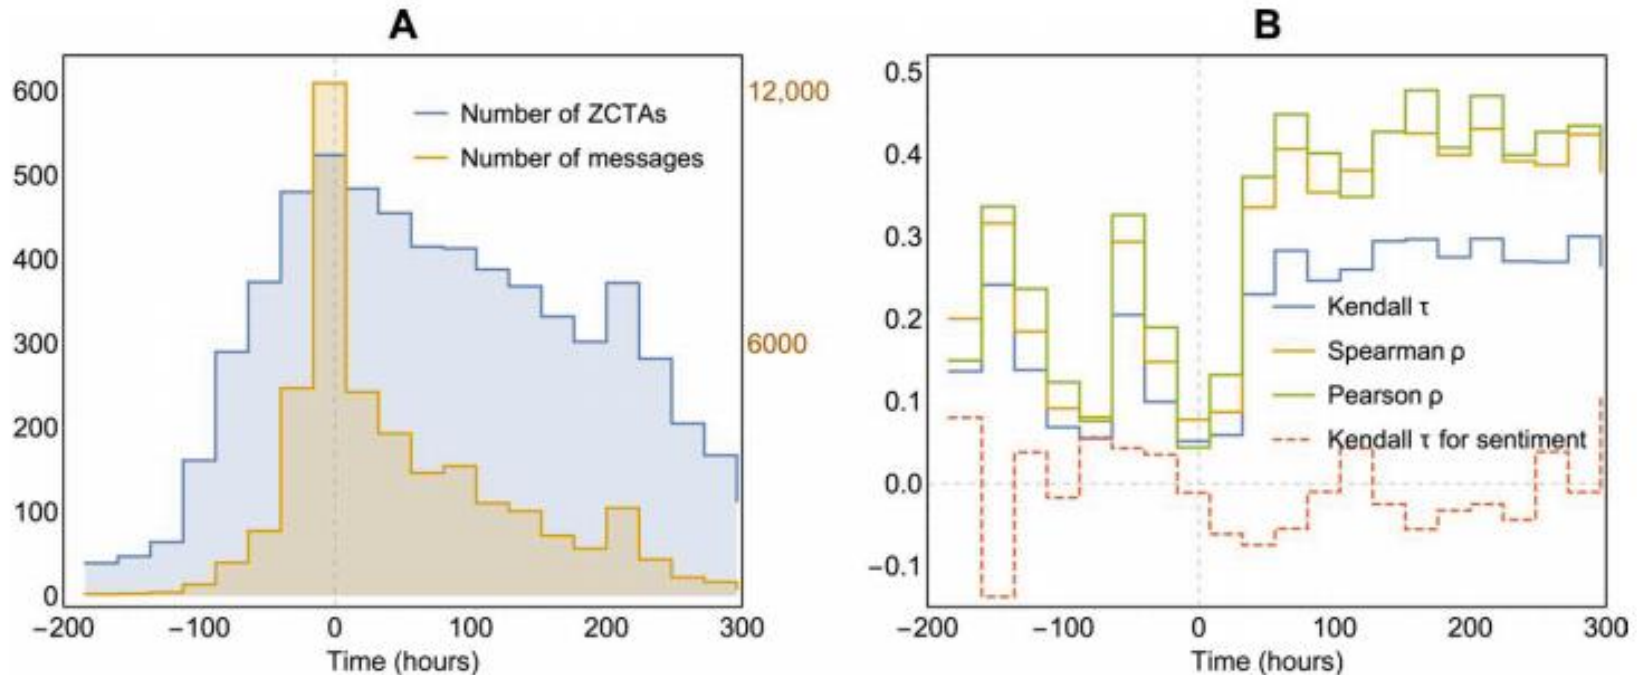 A
600
500
400
300
200
100
0
12,000
6000
Number of ZCTAs
Number of messages
−200 −100 0 100 200 300
Time (hours)
B
0.5
0.4
0.3
0.2
0.1
0.0
−0.1
Kendall τ
Spearman ρ
Pearson ρ
Kendall τ for sentiment
−200 −100 0 100 200 300
Time (hours)